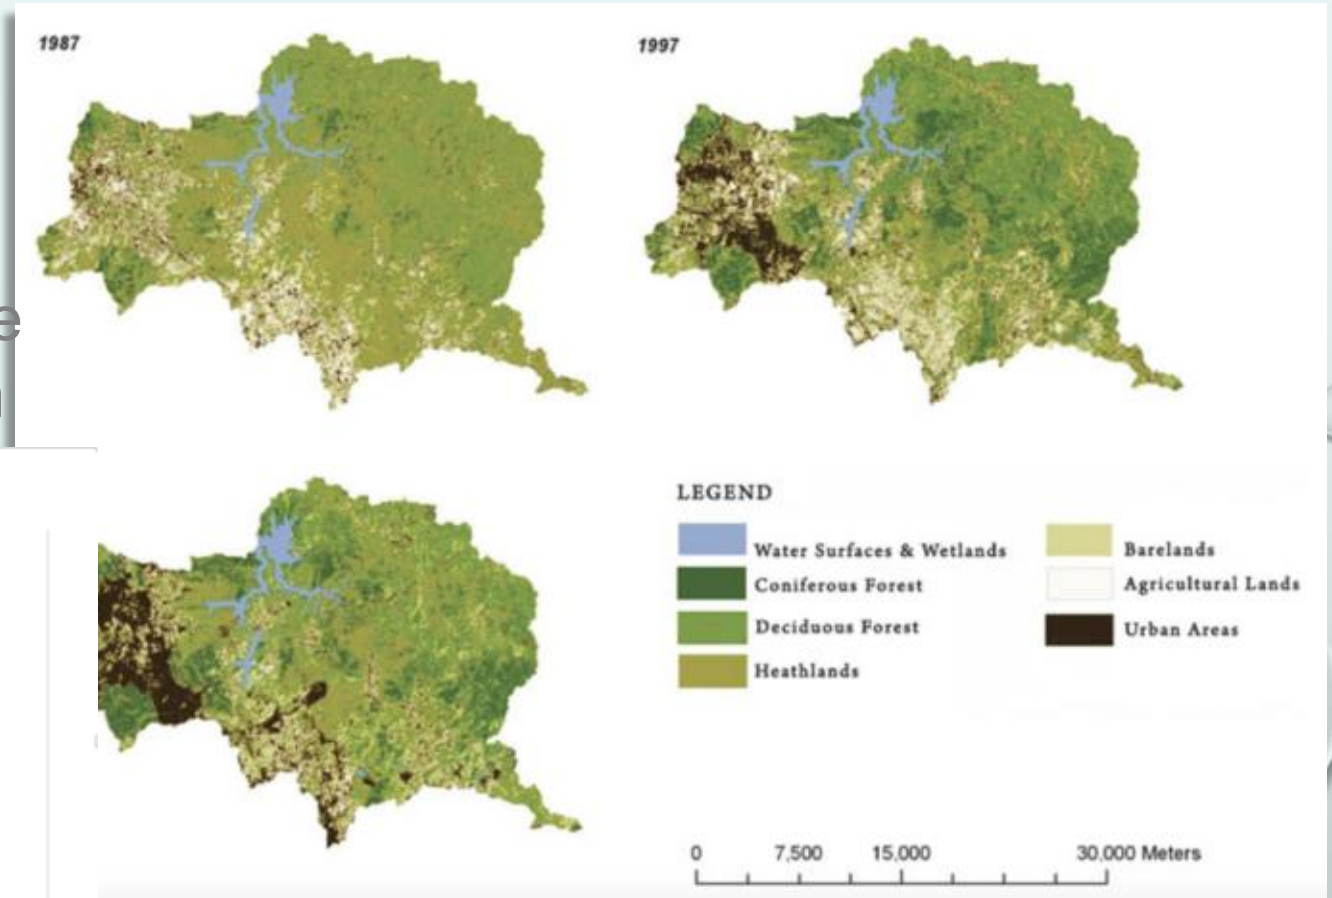 1987
1997
e
LEGEND
Water Surfaces & Wetlands
Coniferous Forest
Deciduous Forest
Heathlands
Barelands
Agricultural Lands
Urban Areas
0 7,500 15,000 30,000 Meters